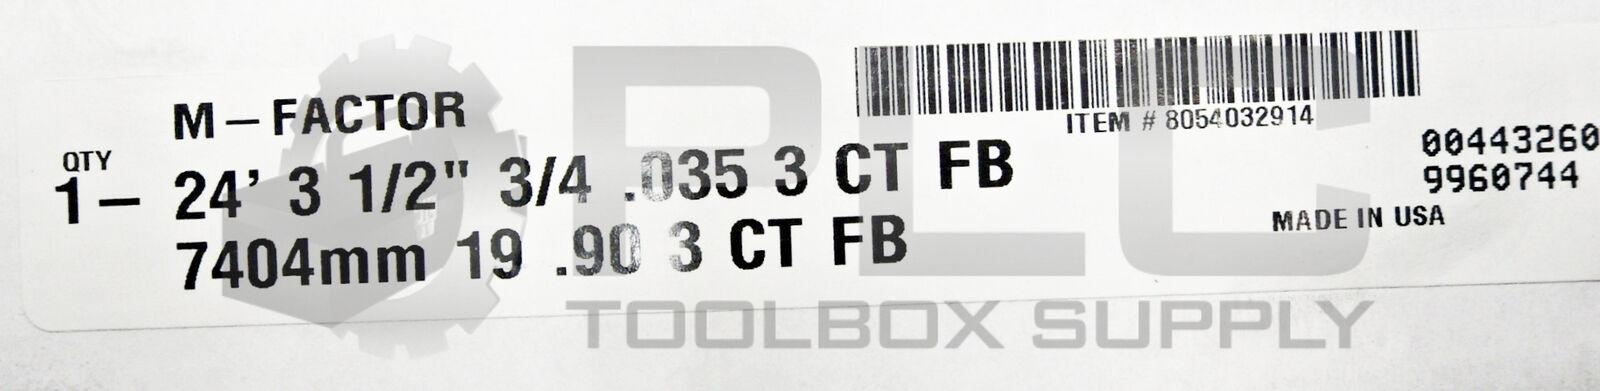 M-FACTOR
QTY
1- 24' 3 1/2" 3/4 .035 3 CT FB
7404mm 19 .90 3 CT FB
ITEM # 8054032914
00443260
9960744
MADE IN USA
PLC
TOOLBOX SUPPLY